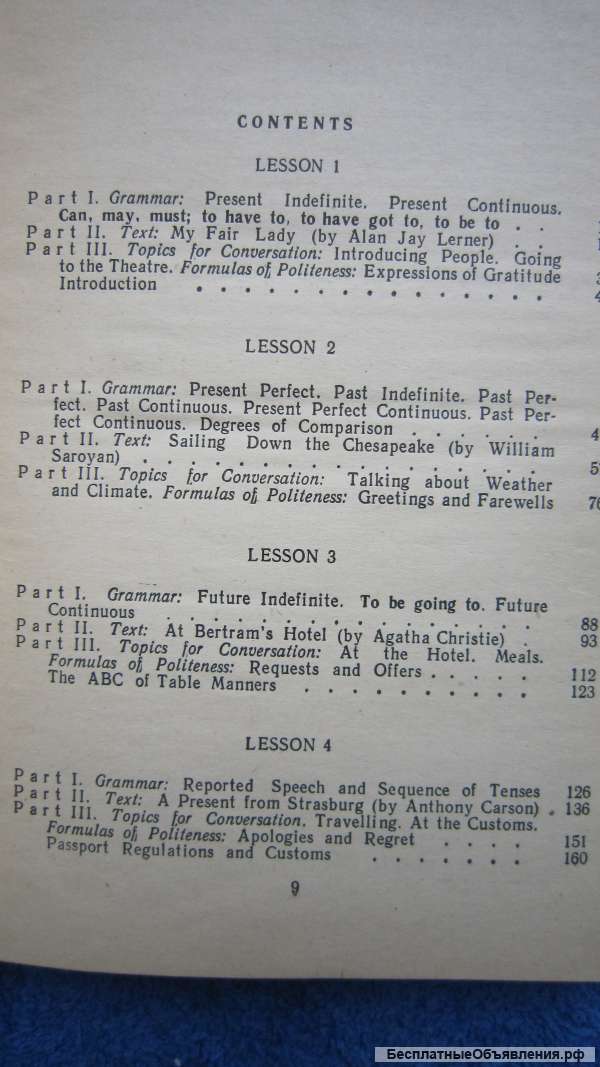 CONTENTS
LESSON 1
Part I. Grammar: Present Indefinite. Present Continuous.
Can, may, must; to have to, to have got to, to be to . .
Part II. Text: My Fair Lady (by Alan Jay Lerner) . .
Part III. Topics for Conversation: Introducing People. Going
to the Theatre. Formulas of Politeness: Expressions of Gratitude
Introduction . . . . . . . . . . . . . . .
LESSON 2
Part I. Grammar: Present Perfect. Past Indefinite. Past Per-
fect. Past Continuous. Present Perfect Continuous. Past Per-
fect Continuous. Degrees of Comparison . . . . . .
Part II. Text: Sailing Down the Chesapeake (by William
Saroyan) . . . . . . . . . . . . . . . . .
Part III. Topics for Conversation: Talking about Weather
and Climate. Formulas of Politeness: Greetings and Farewells 76
LESSON 3
Part I. Grammar: Future Indefinite. To be going to. Future
Continuous . . . . . . . . . . . . . . . . 88
Part II. Text: At Bertram's Hotel (by Agatha Christie) . 93
Part III. Topics for Conversation: At the Hotel. Meals.
Formulas of Politeness: Requests and Offers . . . . . 112
The ABC of Table Manners . . . . . . . . . . 123
LESSON 4
Part I. Grammar: Reported Speech and Sequence of Tenses 126
Part II. Text: A Present from Strasburg (by Anthony Carson) . 136
Part III. Topics for Conversation. Travelling. At the Customs.
Formulas of Politeness: Apologies and Regret . . . . 151
Passport Regulations and Customs . . . . . . . 160
9
БесплатныеОбъявления.рф